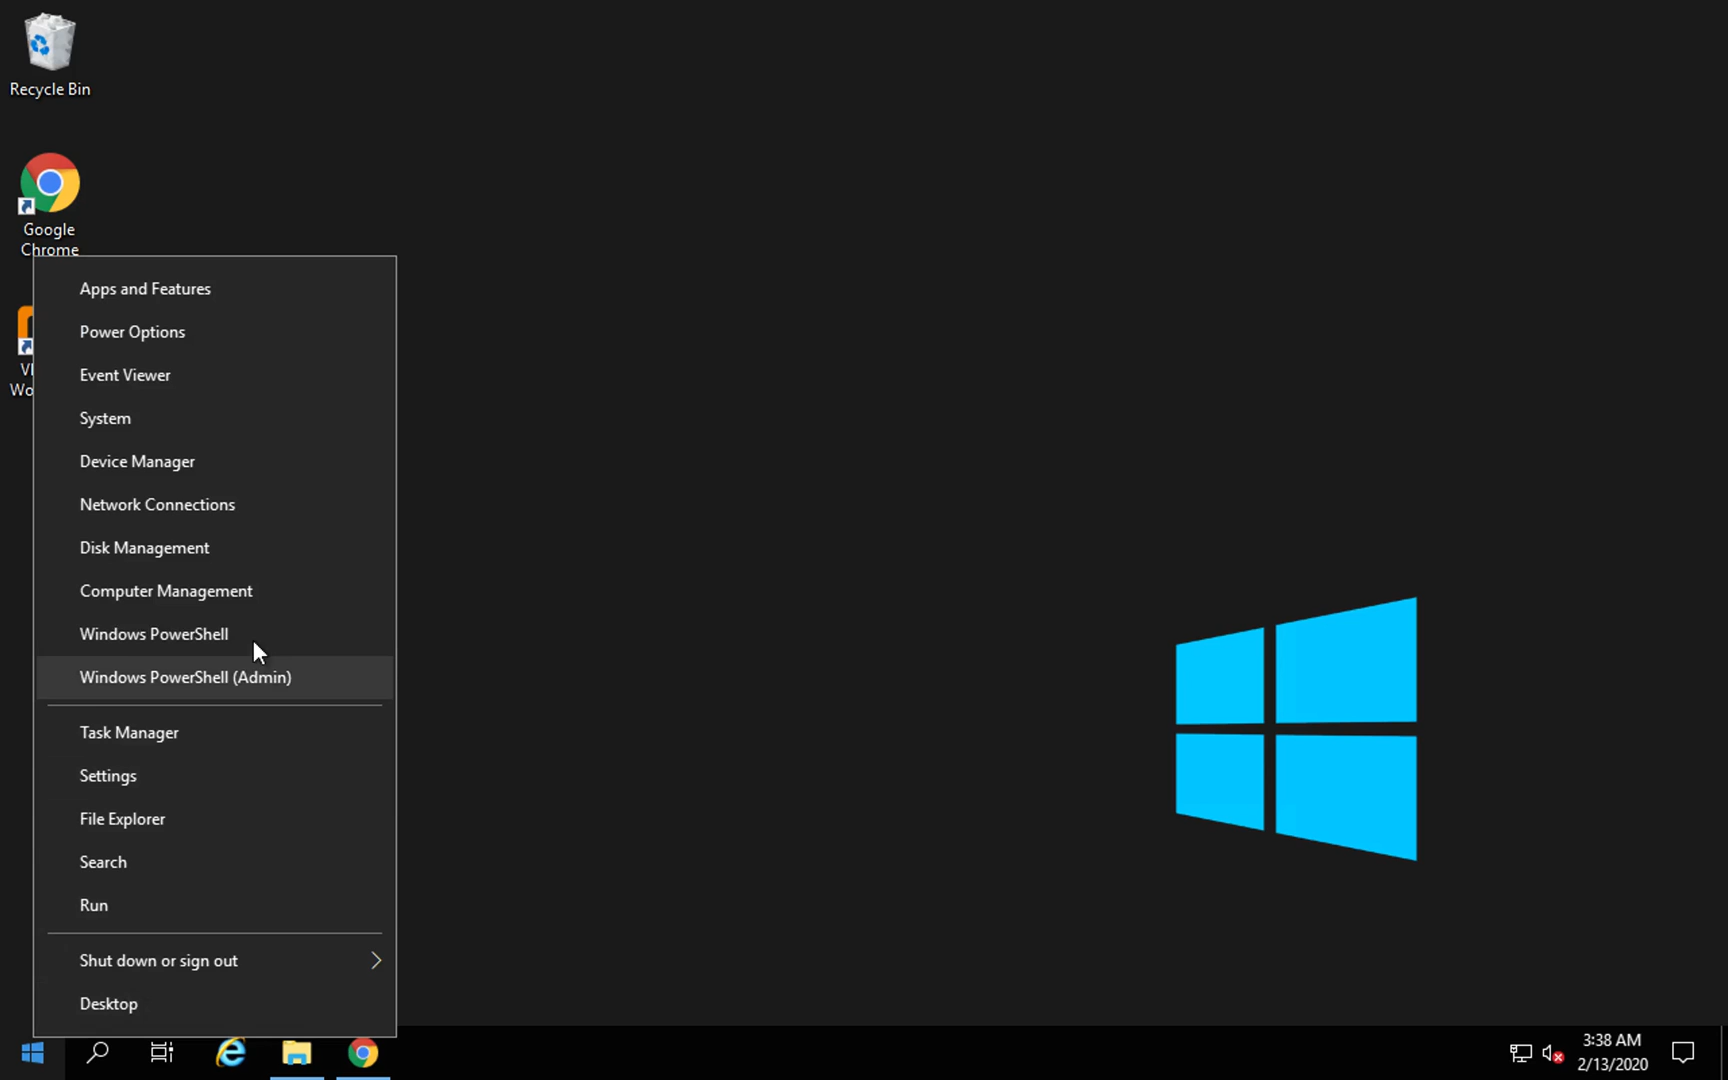 Recycle Bin
Google
Chrome
Apps and Features
Power Options
Event Viewer
System
Device Manager
Network Connections
Disk Management
Computer Management
Windows PowerShell
Windows PowerShell (Admin)
Task Manager
Settings
File Explorer
Search
Run
Shut down or sign out
Desktop
3:38 AM
2/13/2020